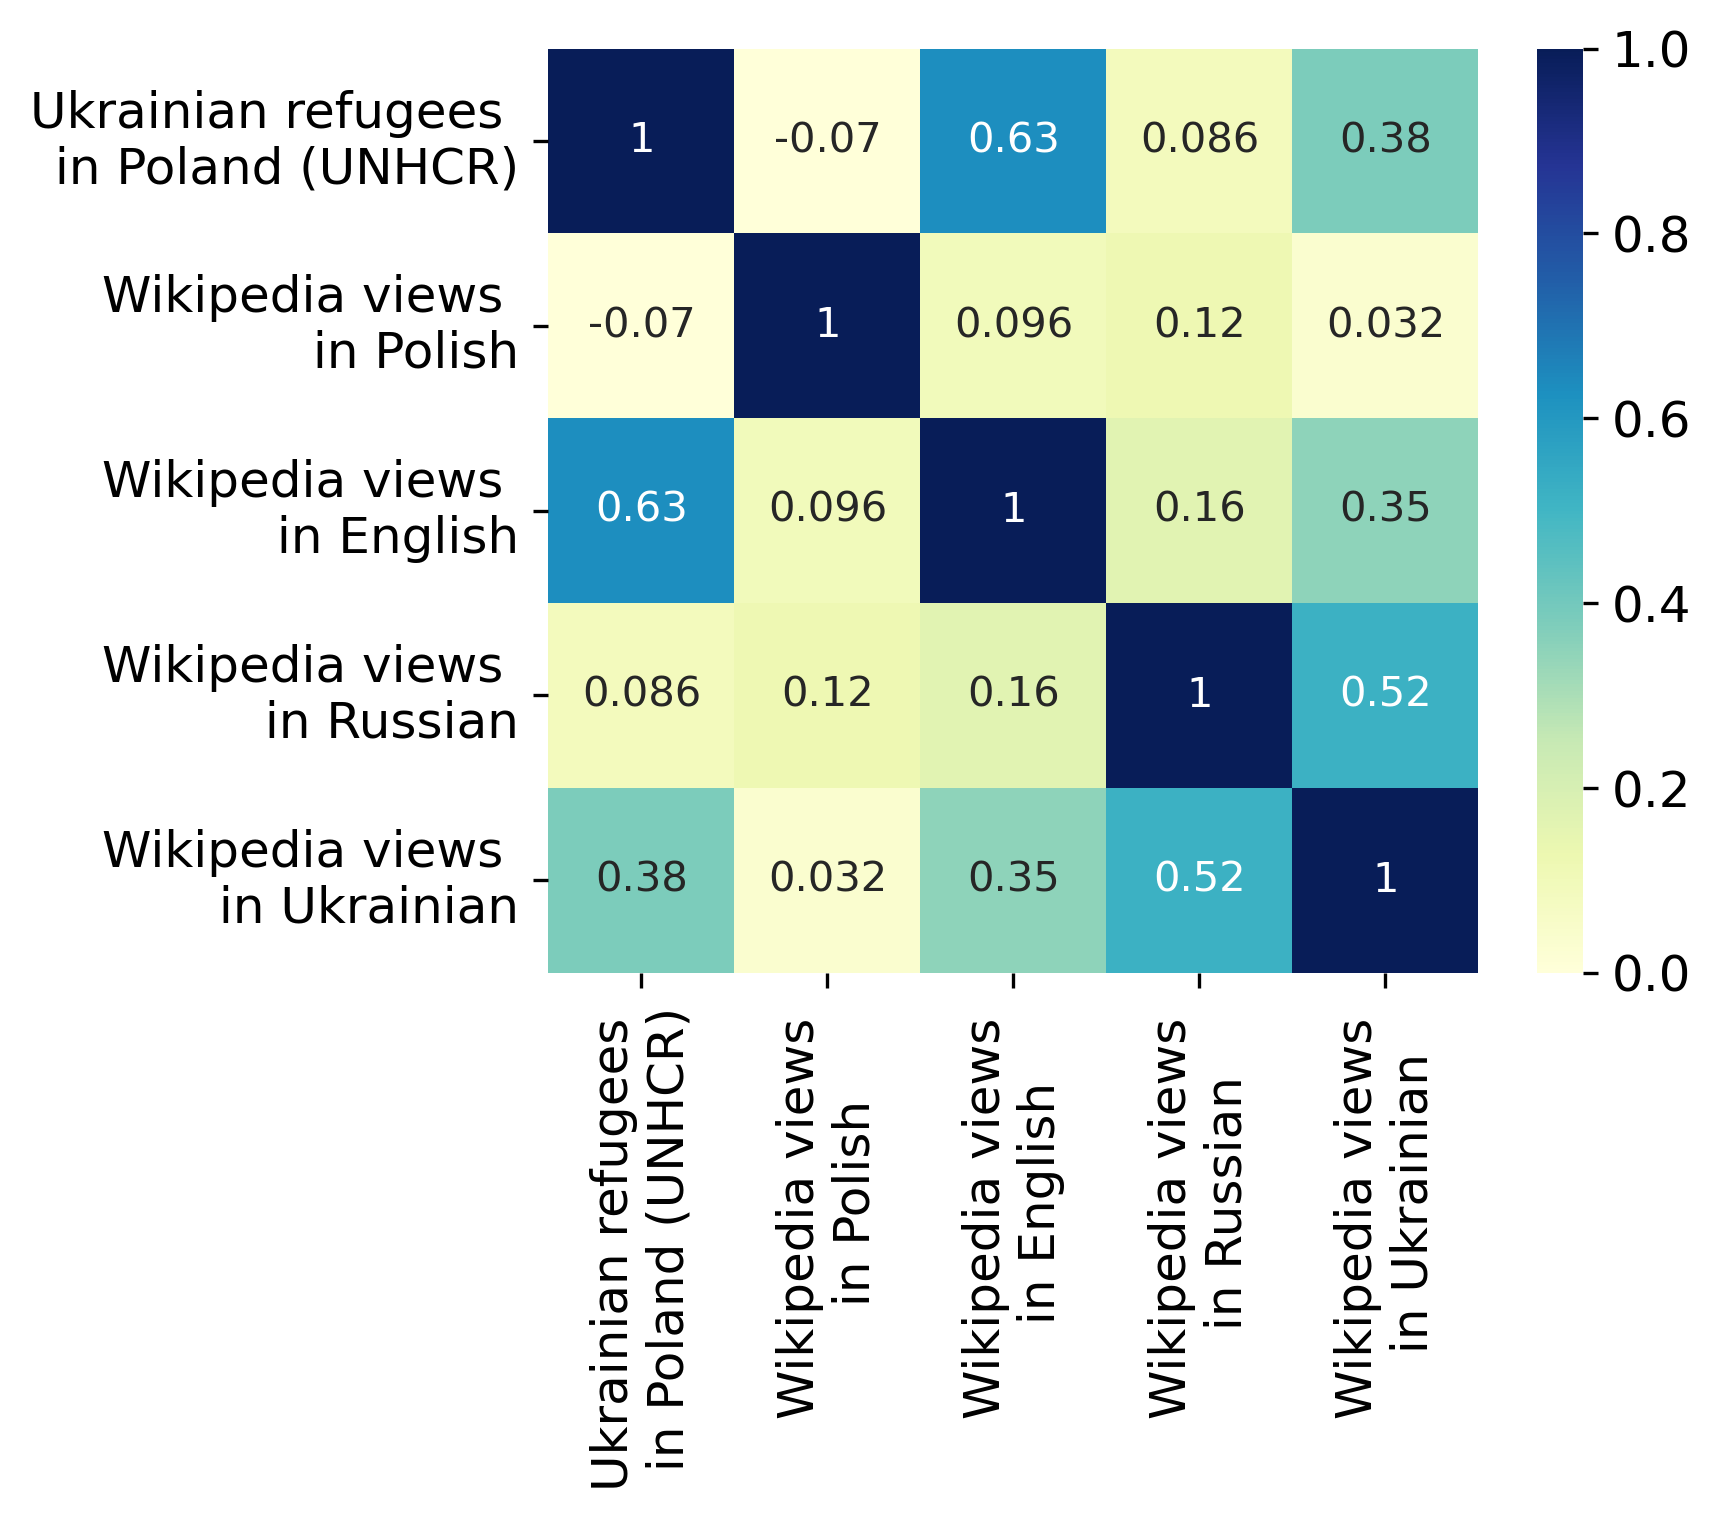 Ukrainian refugees
in Poland (UNHCR)
1
-0.07
0.63
0.086
0.38
Wikipedia views
in Polish
-0.07
1
0.096
0.12
0.032
Wikipedia views
in English
0.63
0.096
1
0.16
0.35
Wikipedia views
in Russian
0.086
0.12
0.16
1
0.52
Wikipedia views
in Ukrainian
0.38
0.032
0.35
0.52
1
Ukrainian refugees
in Poland (UNHCR)
Wikipedia views
in Polish
Wikipedia views
in English
Wikipedia views
in Russian
Wikipedia views
in Ukrainian
1.0
0.8
0.6
0.4
0.2
0.0